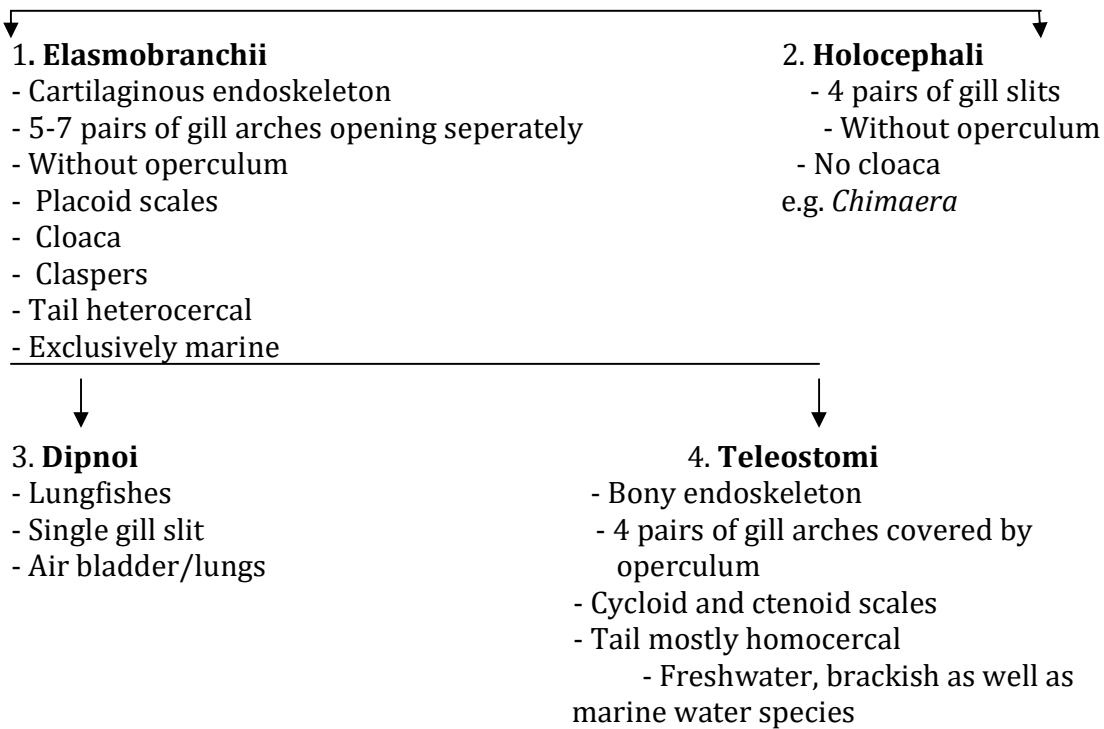 1. Elasmobranchii
- Cartilaginous endoskeleton
- 5-7 pairs of gill arches opening seperately
- Without operculum
- Placoid scales
- Cloaca
- Claspers
- Tail heterocercal
- Exclusively marine
2. Holocephali
- 4 pairs of gill slits
- Without operculum
- No cloaca
e.g. Chimaera
3. Dipnoi
- Lungfishes
- Single gill slit
- Air bladder/lungs
4. Teleostomi
- Bony endoskeleton
- 4 pairs of gill arches covered by
operculum
- Cycloid and ctenoid scales
- Tail mostly homocercal
- Freshwater, brackish as well as
marine water species